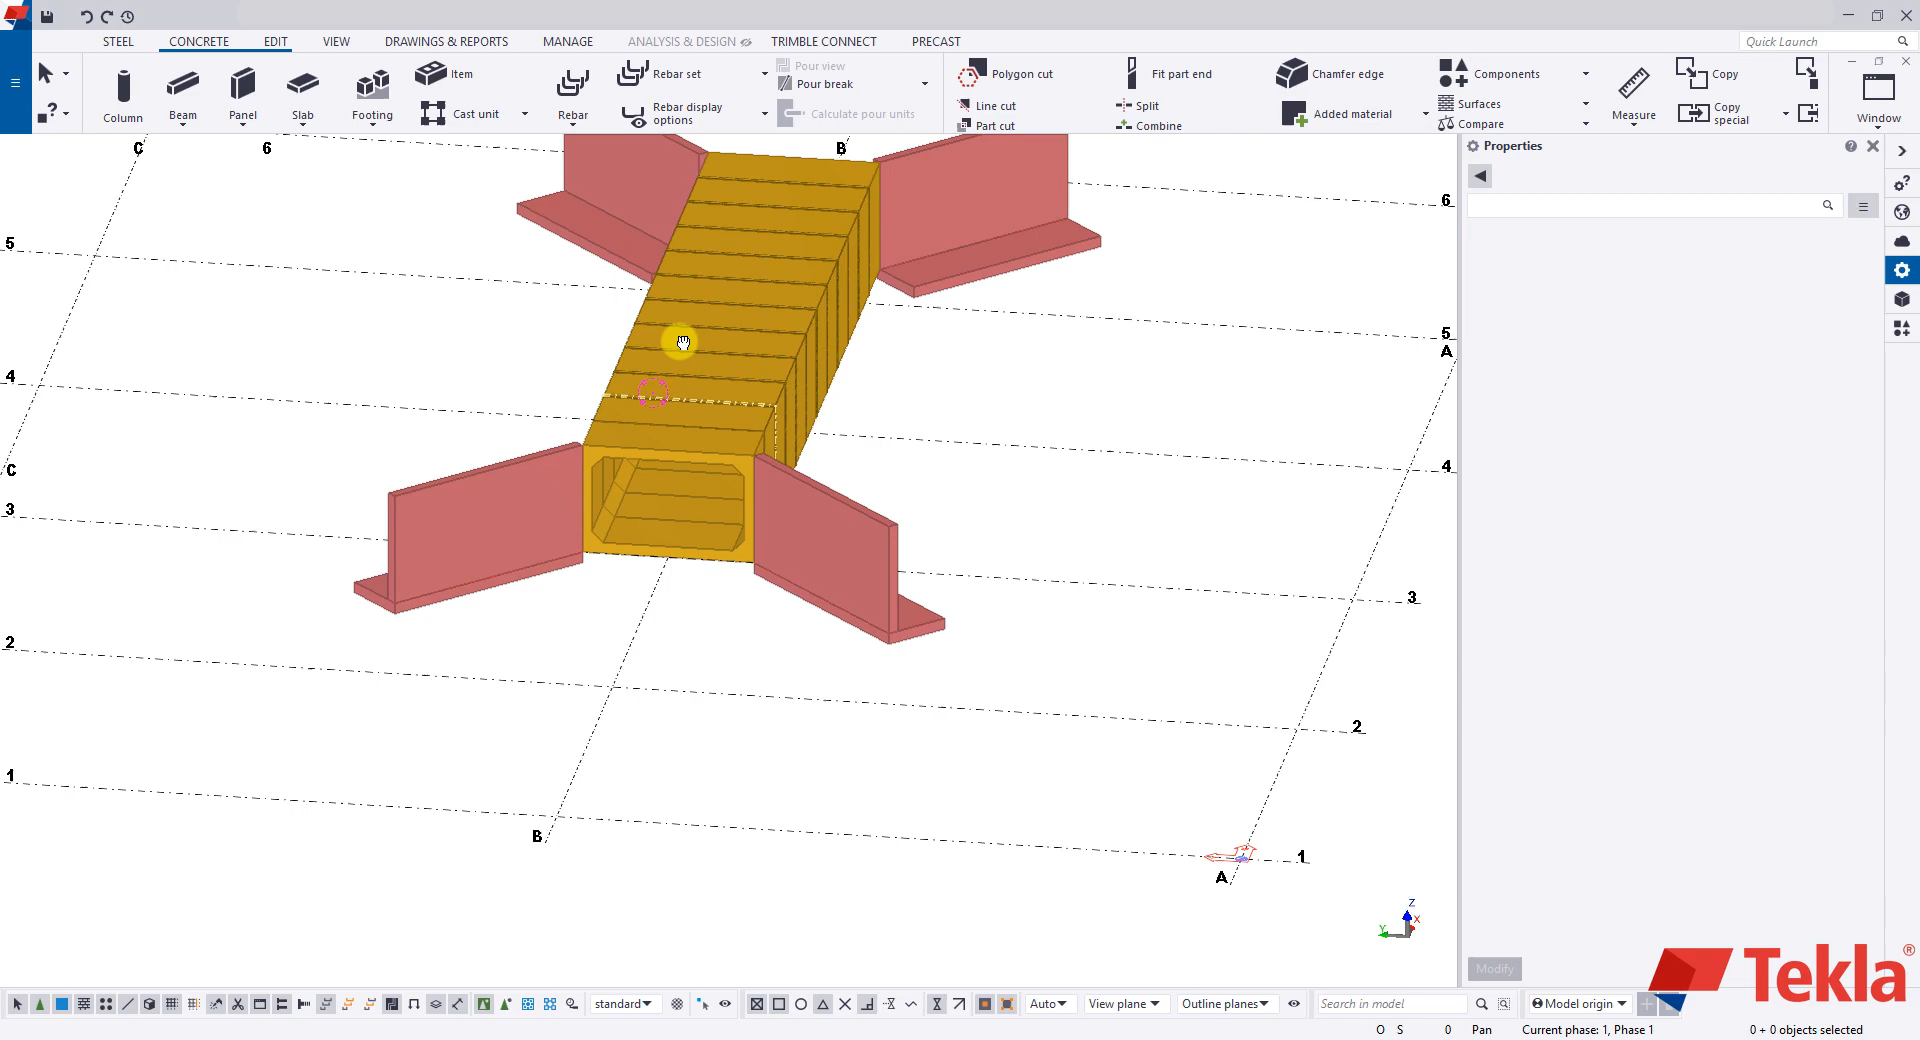 STEEL CONCRETE EDIT VIEW DRAWINGS & REPORTS MANAGE ANALYSIS & DESIGN TRIMBLE CONNECT PRECAST Quick Launch
Column
Beam
Panel
Slab
Footing
Item
Cast unit
Rebar
Rebar set
Rebar display
options
Pour view
Pour break
Calculate pour units
Polygon cut
Line cut
Part cut
Fit part end
Split
Combine
Chamfer edge
Added material
Components
Surfaces
Compare
Measure
Copy
Copy
special
Window
Properties
C 6 B
6
5
5
A
4
4
C
3
3
2
2
1
B
1
A
Z
X
Y
Modify
Tekla®
standard Auto View plane Outline planes Search in model Model origin
O S 0 Pan Current phase: 1, Phase 1 0 + 0 objects selected